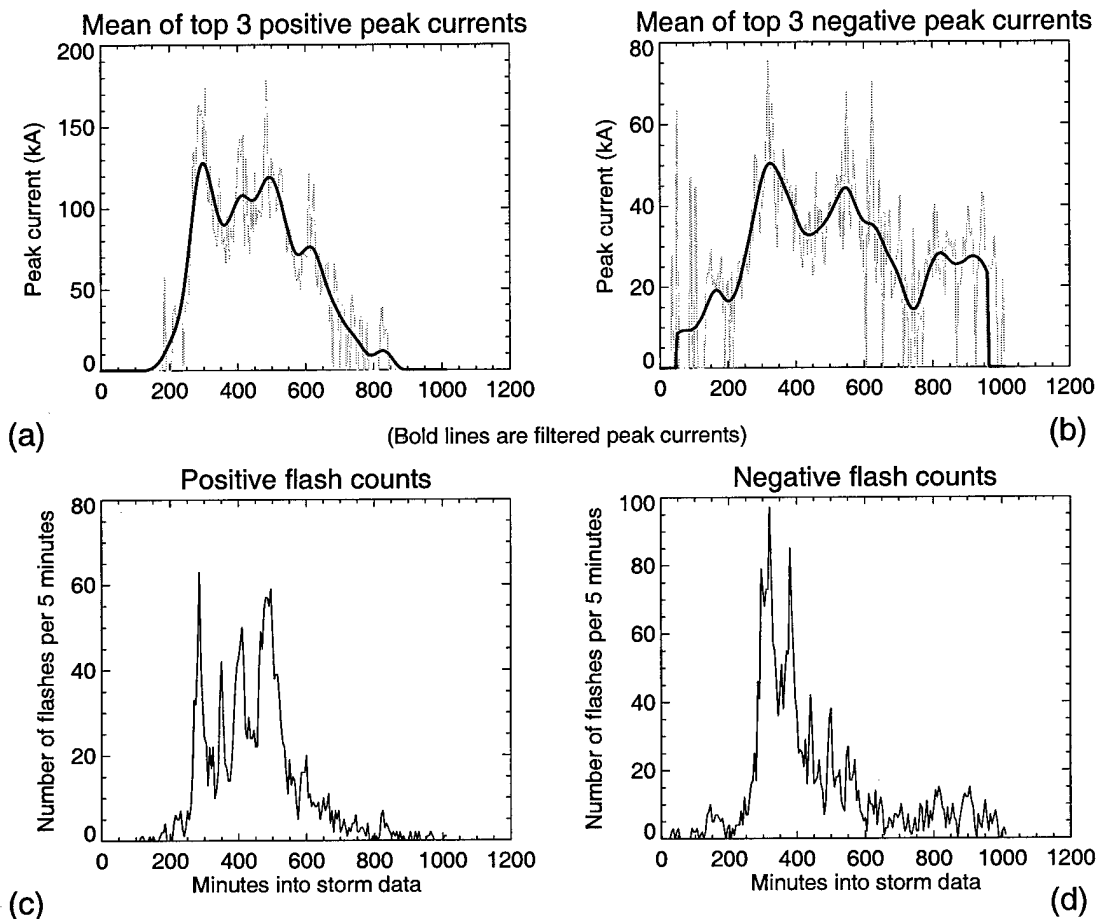 Mean of top 3 positive peak currents
200
150
100
50
0
Peak current (kA)
0 200 400 600 800 1000 1200
(a)
Mean of top 3 negative peak currents
80
60
40
20
0
Peak current (kA)
0 200 400 600 800 1000 1200
(b)
(Bold lines are filtered peak currents)
Positive flash counts
80
60
40
20
0
Number of flashes per 5 minutes
0 200 400 600 800 1000 1200
Minutes into storm data
(c)
Negative flash counts
100
80
60
40
20
0
Number of flashes per 5 minutes
0 200 400 600 800 1000 1200
Minutes into storm data
(d)